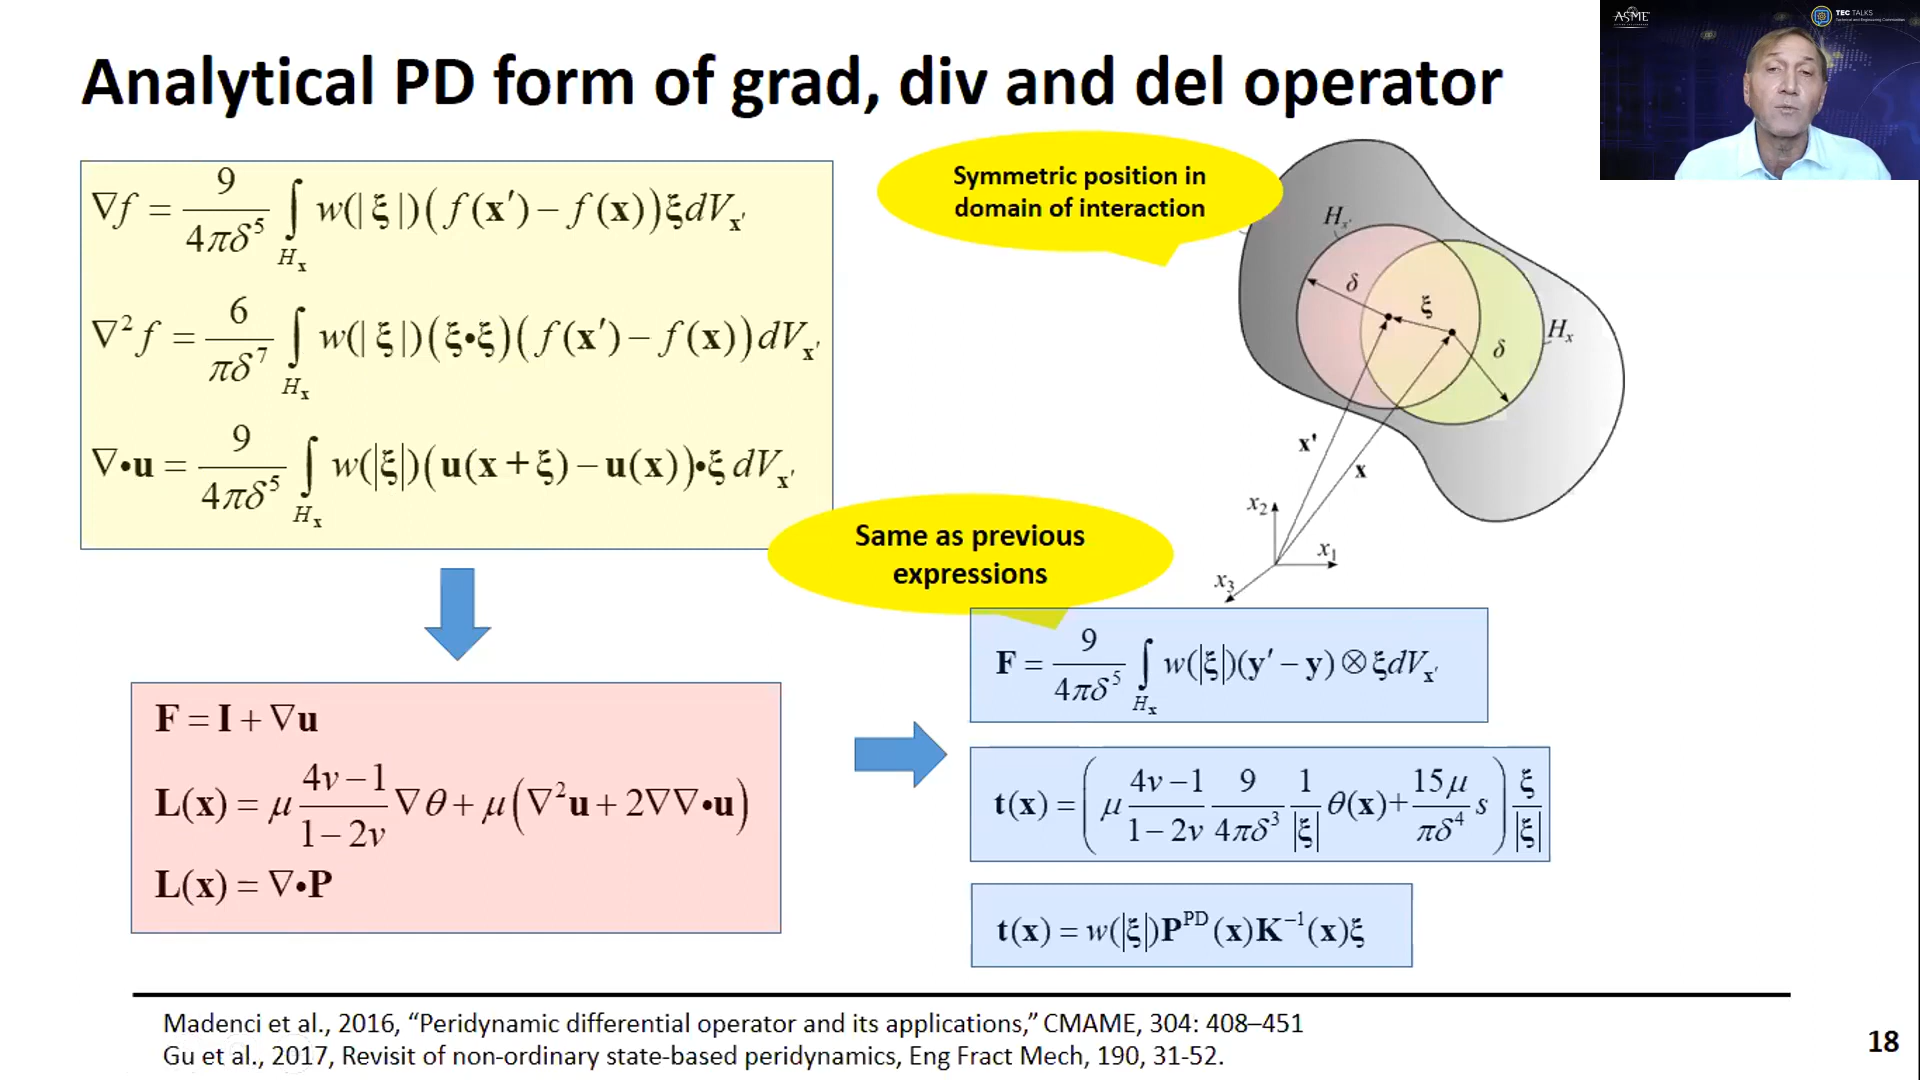 ASME
TEC TALKS
Analytical PD form of grad, div and del operator
∇f = 9/(4πδ⁵) ∫_{H_𝐱} w(|𝛏|)(f(𝐱′) − f(𝐱))𝛏dV_{𝐱′}
∇²f = 6/(πδ⁷) ∫_{H_𝐱} w(|𝛏|)(𝛏•𝛏)(f(𝐱′) − f(𝐱))dV_{𝐱′}
∇•𝐮 = 9/(4πδ⁵) ∫_{H_𝐱} w(|𝛏|)(𝐮(𝐱 + 𝛏) − 𝐮(𝐱))•𝛏 dV_{𝐱′}
Symmetric position in
domain of interaction
H_{x′}
δ
ξ
H_x
δ
x'
x
x₂
x₁
x₃
Same as previous
expressions
𝐅 = 𝐈 + ∇𝐮
𝐋(𝐱) = μ (4ν − 1)/(1 − 2ν) ∇θ + μ(∇²𝐮 + 2∇∇•𝐮)
𝐋(𝐱) = ∇•𝐏
𝐅 = 9/(4πδ⁵) ∫_{H_𝐱} w(|𝛏|)(𝐲′ − 𝐲) ⊗ 𝛏dV_{𝐱′}
𝐭(𝐱) = (μ (4ν − 1)/(1 − 2ν) 9/(4πδ³) 1/|𝛏| θ(𝐱) + 15μ/(πδ⁴) s) 𝛏/|𝛏|
𝐭(𝐱) = w(|𝛏|)𝐏^{PD}(𝐱)𝐊⁻¹(𝐱)𝛏
Madenci et al., 2016, “Peridynamic differential operator and its applications,” CMAME, 304: 408–451
Gu et al., 2017, Revisit of non-ordinary state-based peridynamics, Eng Fract Mech, 190, 31-52.
18